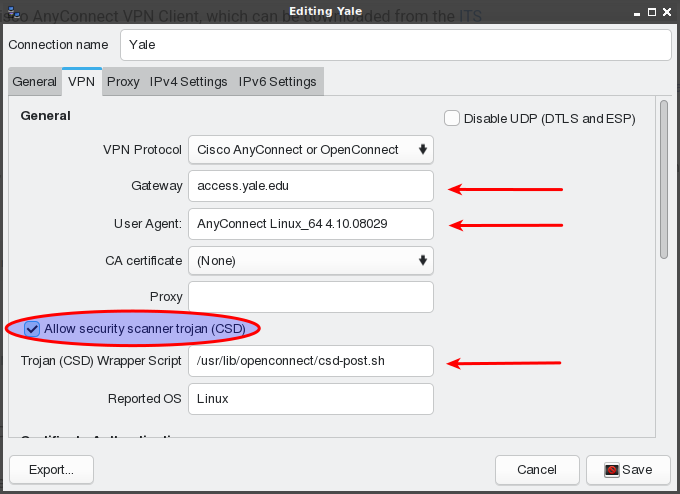 sco AnyConnect VPN Client, which can be downloaded from the ITS
Editing Yale
Connection name Yale
General VPN Proxy IPv4 Settings IPv6 Settings
General
Disable UDP (DTLS and ESP)
VPN Protocol Cisco AnyConnect or OpenConnect
Gateway access.yale.edu
User Agent: AnyConnect Linux_64 4.10.08029
CA certificate (None)
Proxy
Allow security scanner trojan (CSD)
Trojan (CSD) Wrapper Script /usr/lib/openconnect/csd-post.sh
Reported OS Linux
Certificate Authentication
Export... Cancel Save